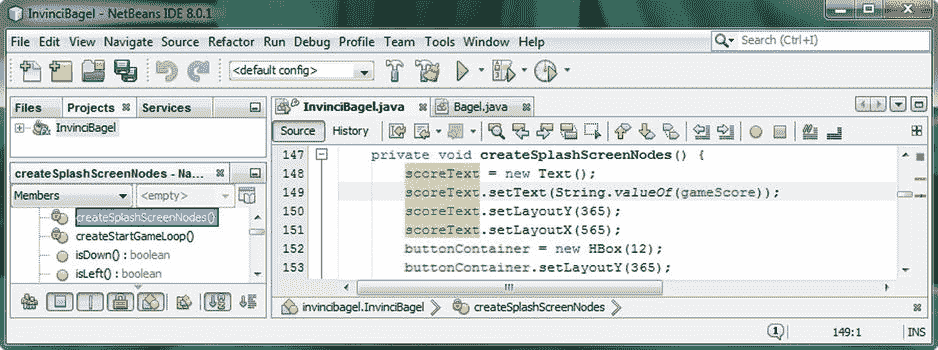 InvinciBagel - NetBeans IDE 8.0.1
File Edit View Navigate Source Refactor Run Debug Profile Team Tools Window Help
Search (Ctrl+I)
<default config>
Files Projects Services
InvinciBagel
createSplashScreenNodes - Na...
Members
<empty>
createSplashScreenNodes()
createStartGameLoop()
isDown() : boolean
isLeft() : boolean
InvinciBagel.java Bagel.java
Source History
147 private void createSplashScreenNodes() {
148 scoreText = new Text();
149 scoreText.setText(String.valueOf(gameScore));
150 scoreText.setLayoutY(365);
151 scoreText.setLayoutX(565);
152 buttonContainer = new HBox(12);
153 buttonContainer.setLayoutY(365);
invincibagel.InvinciBagel createSplashScreenNodes
1 149:1 INS